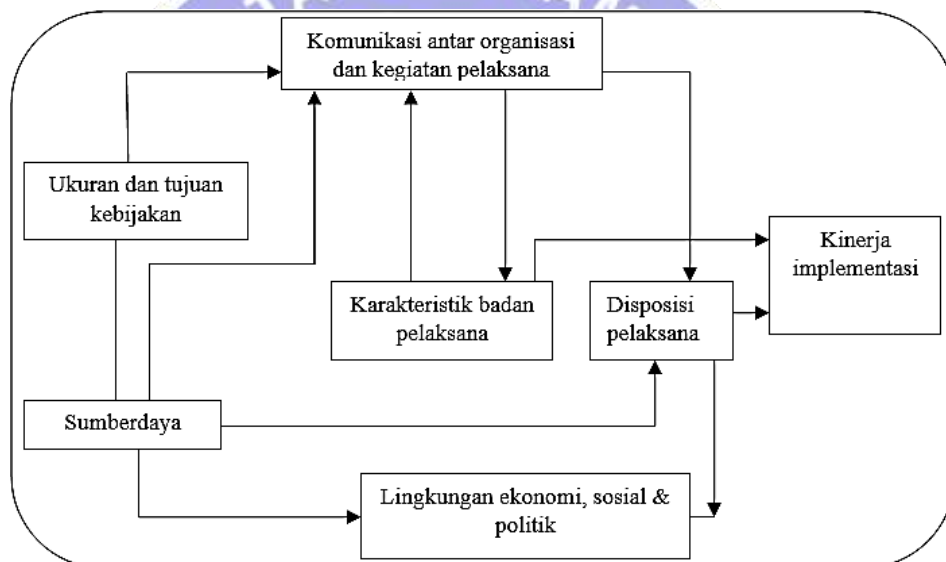 Komunikasi antar organisasi
dan kegiatan pelaksana
Ukuran dan tujuan
kebijakan
Kinerja
implementasi
Karakteristik badan
pelaksana
Disposisi
pelaksana
Sumberdaya
Lingkungan ekonomi, sosial &
politik